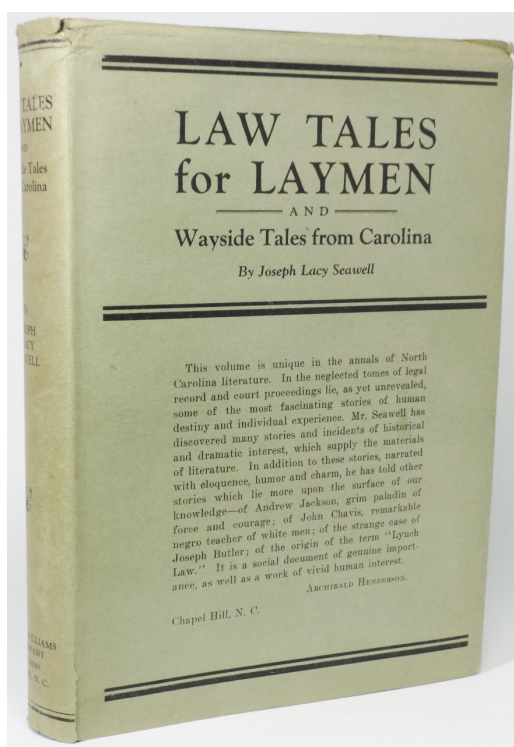 LAW TALES
for LAYMEN
AND
Wayside Tales from Carolina
By Joseph Lacy Seawell
This volume is unique in the annals of North
Carolina literature. In the neglected tomes of legal
record and court proceedings lie, as yet unrevealed,
some of the most fascinating stories of human
destiny and individual experience. Mr. Seawell has
discovered many stories and incidents of historical
and dramatic interest, which supply the materials
of literature. In addition to these stories, narrated
with eloquence, humor and charm, he has told other
stories which lie more upon the surface of our
knowledge—of Andrew Jackson, grim paladin of
force and courage; of John Chavis, remarkable
negro teacher of white men; of the strange case of
Joseph Butler; of the origin of the term "Lynch
Law." It is a social document of genuine import-
ance, as well as a work of vivid human interest.
ARCHIBALD HENDERSON.
Chapel Hill, N. C.
TALES
YMEN
Tales
Carolina
N. C.